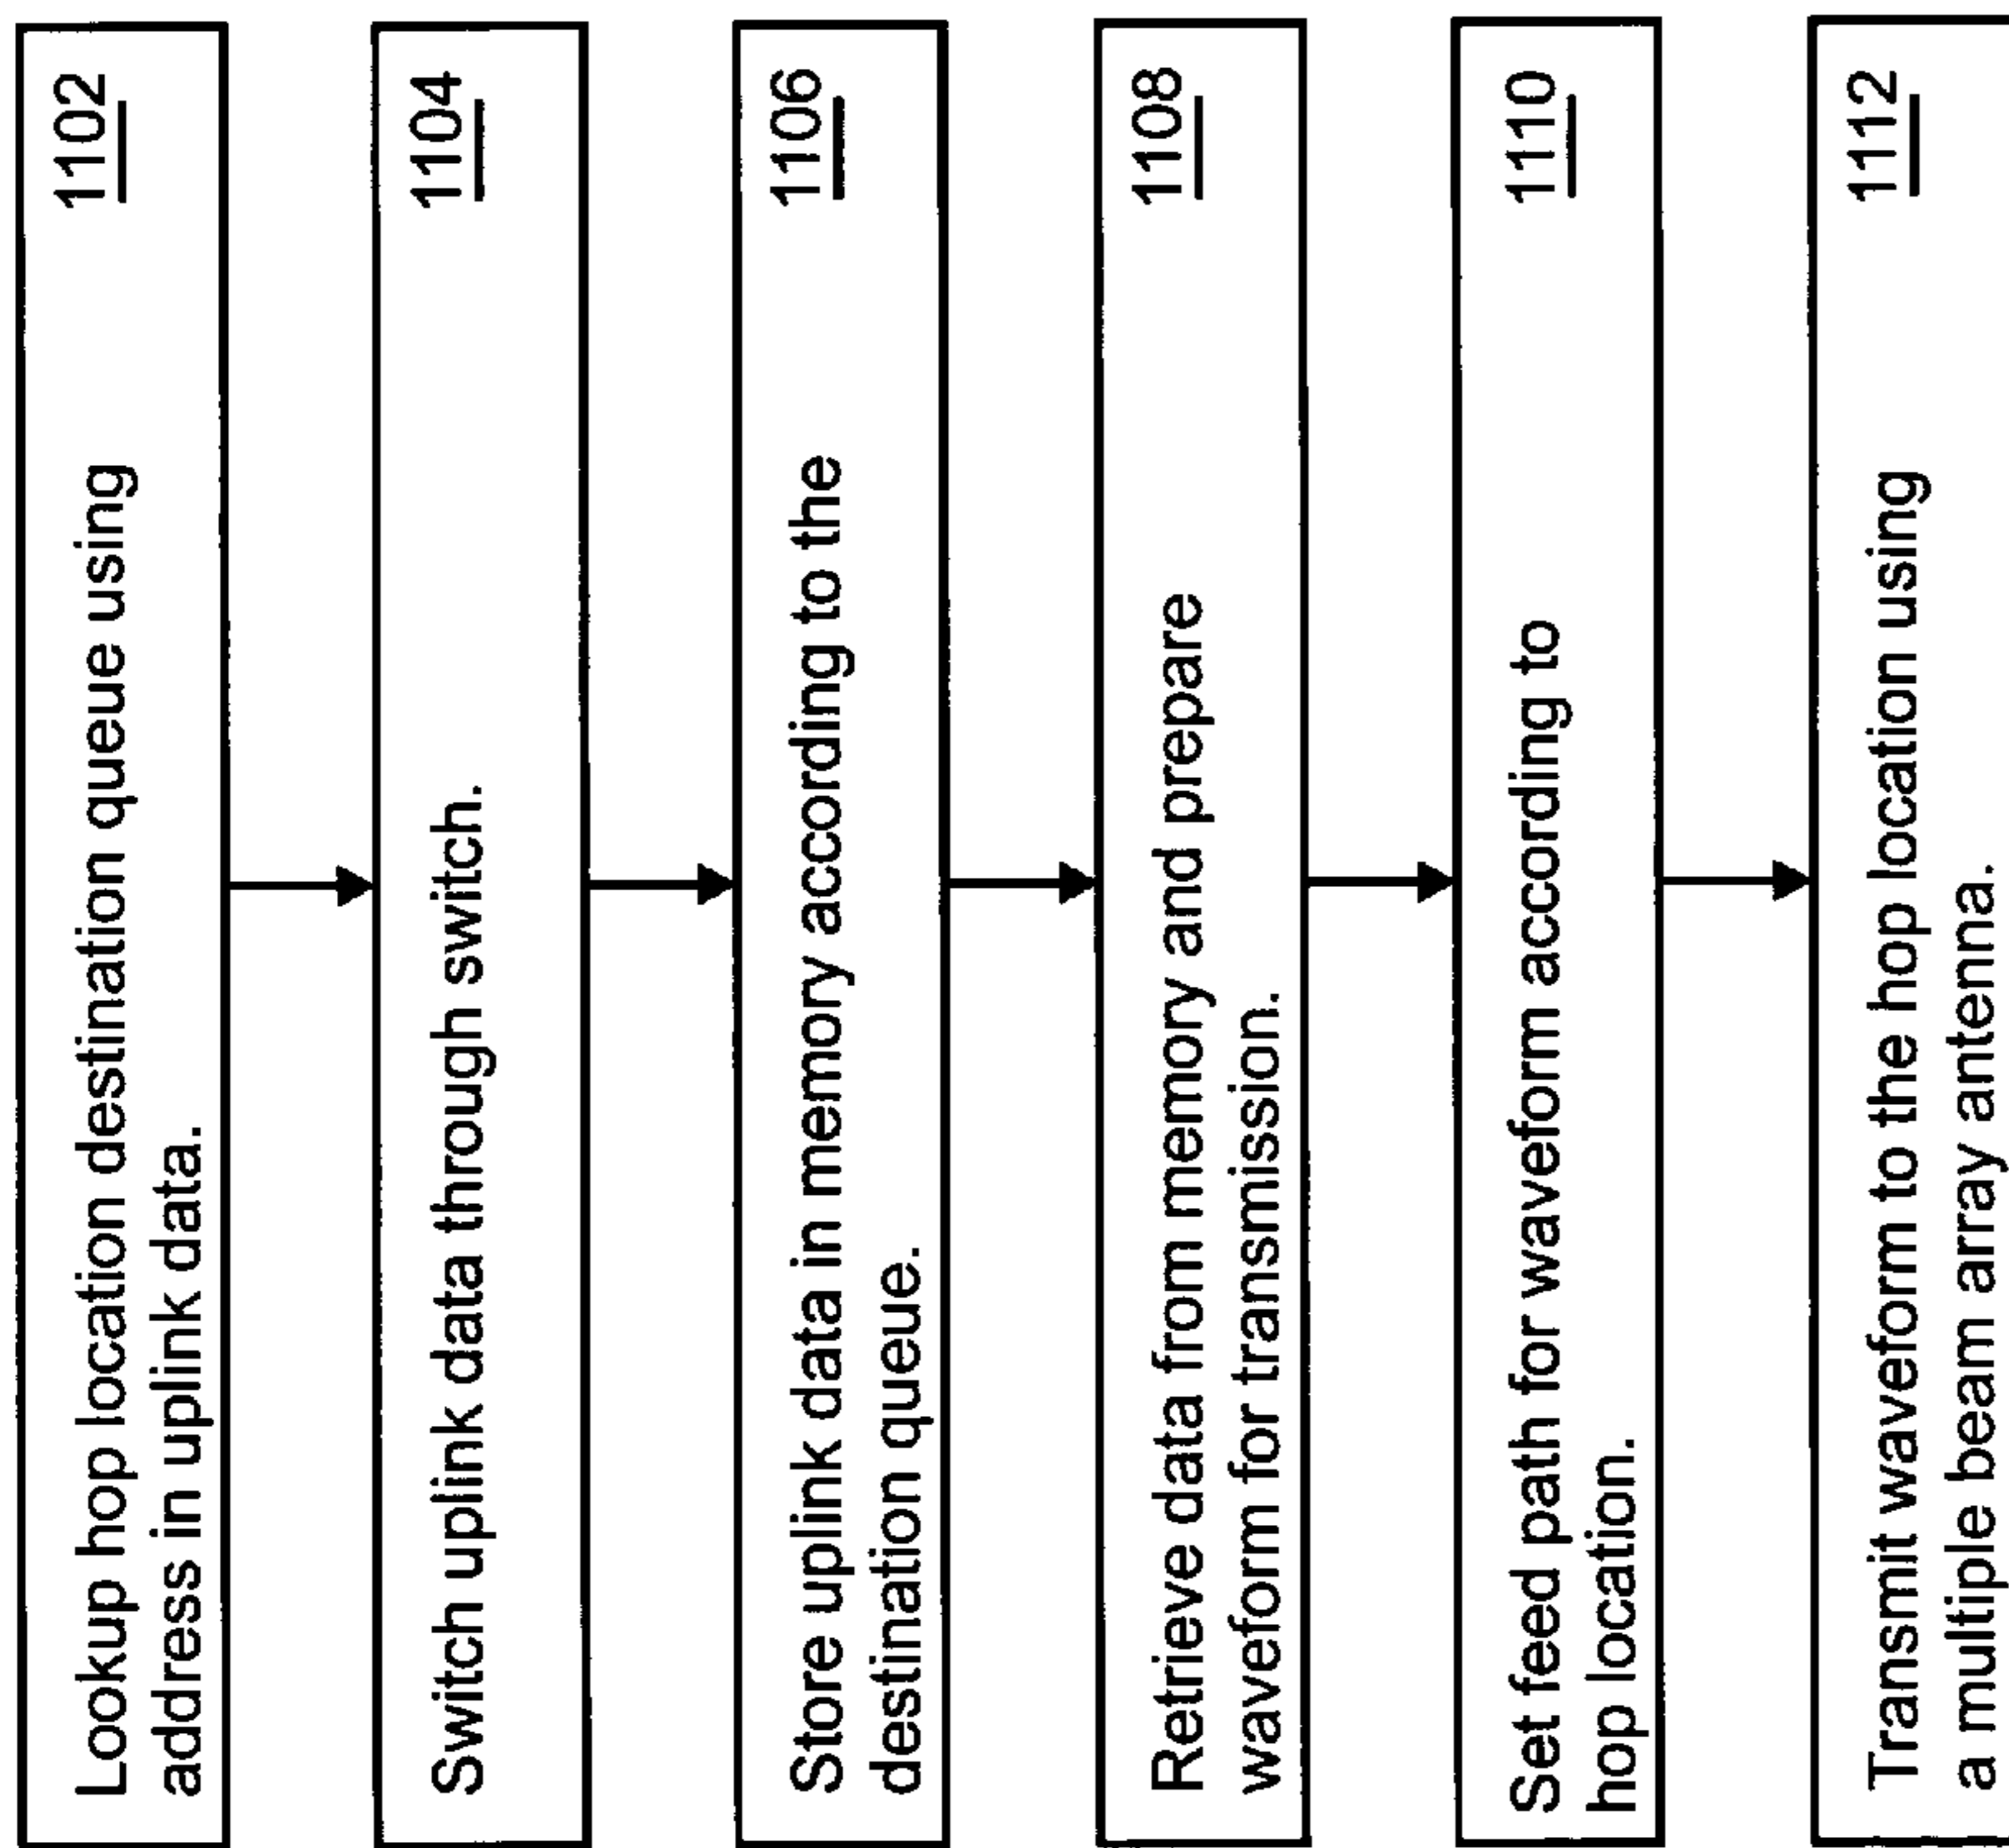 Lookup hop location destination queue using 1102
address in uplink data.
Switch uplink data through switch. 1104
Store uplink data in memory according to the 1106
destination queue.
Retrieve data from memory and prepare 1108
waveform for transmission.
Set feed path for waveform according to 1110
hop location.
Transmit waveform to the hop location using 1112
a multiple beam array antenna.